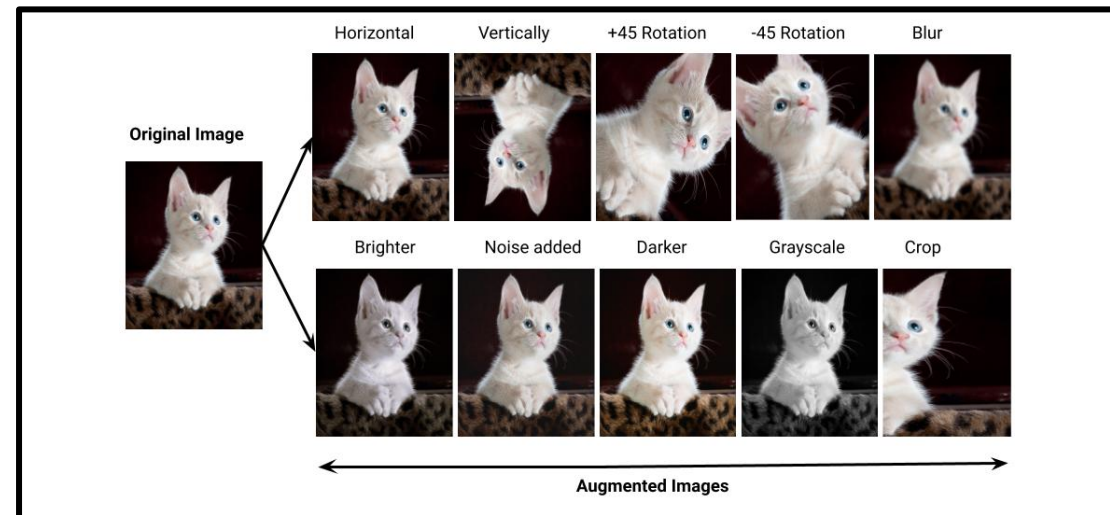 Horizontal Vertically +45 Rotation -45 Rotation Blur
Original Image
Brighter Noise added Darker Grayscale Crop
Augmented Images